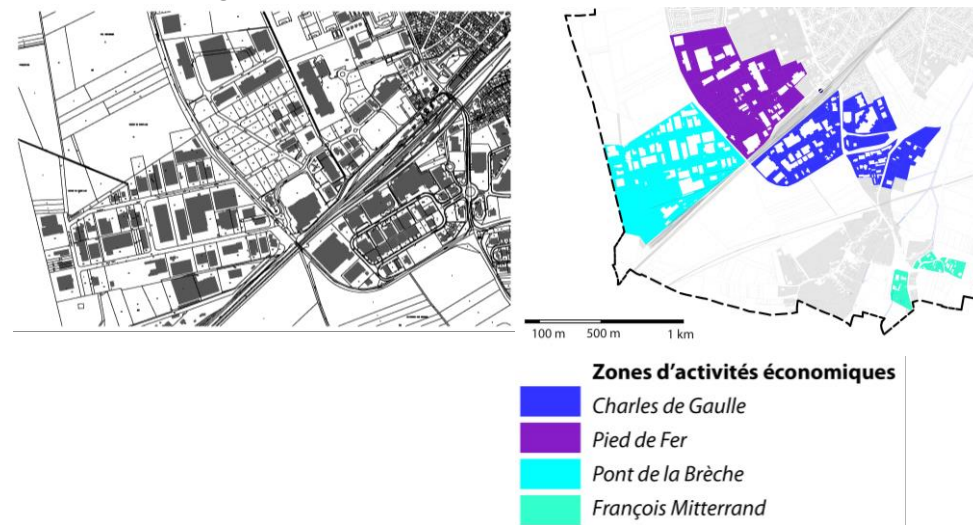 100 m 500 m 1 km
Zones d'activités économiques
Charles de Gaulle
Pied de Fer
Pont de la Brèche
François Mitterrand